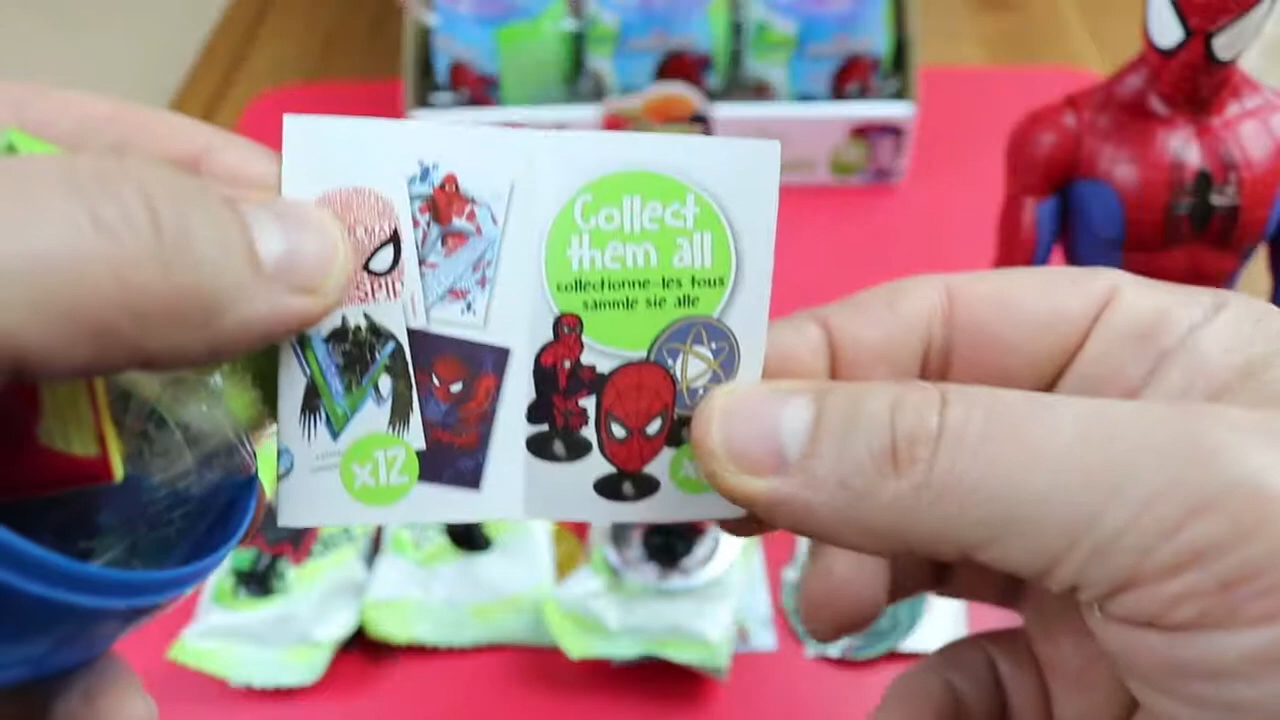 Collect
them all
collectionne-les tous
sammle sie alle
x12